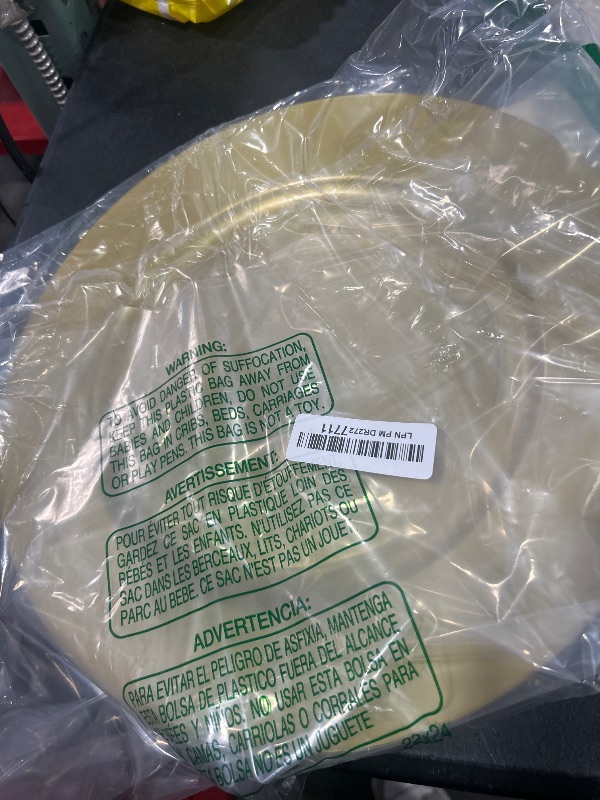 WARNING:
TO AVOID DANGER OF SUFFOCATION,
KEEP THIS PLASTIC BAG AWAY FROM
BABIES AND CHILDREN. DO NOT USE
THIS BAG IN CRIBS, BEDS, CARRIAGES
OR PLAY PENS. THIS BAG IS NOT A TOY.
LPN PM DR2727711
AVERTISSEMENT:
POUR ÉVITER TOUT RISQUE D'ÉTOUFFEMENT
GARDEZ CE SAC EN PLASTIQUE LOIN DES
BÉBÉS ET LES ENFANTS. N'UTILISEZ PAS CE
SAC DANS LES BERCEAUX, LITS, CHARIOTS OU
PARC AU BEBE. CE SAC N'EST PAS UN JOUET
ADVERTENCIA:
PARA EVITAR EL PELIGRO DE ASFIXIA, MANTENGA
ESTA BOLSA DE PLASTICO FUERA DEL ALCANCE
Y NIÑOS. NO USAR ESTA BOLSA EN
CAMAS, CARRIOLAS O CORRALES PARA
BOLSA NO ES UN JUGUETE
22x24